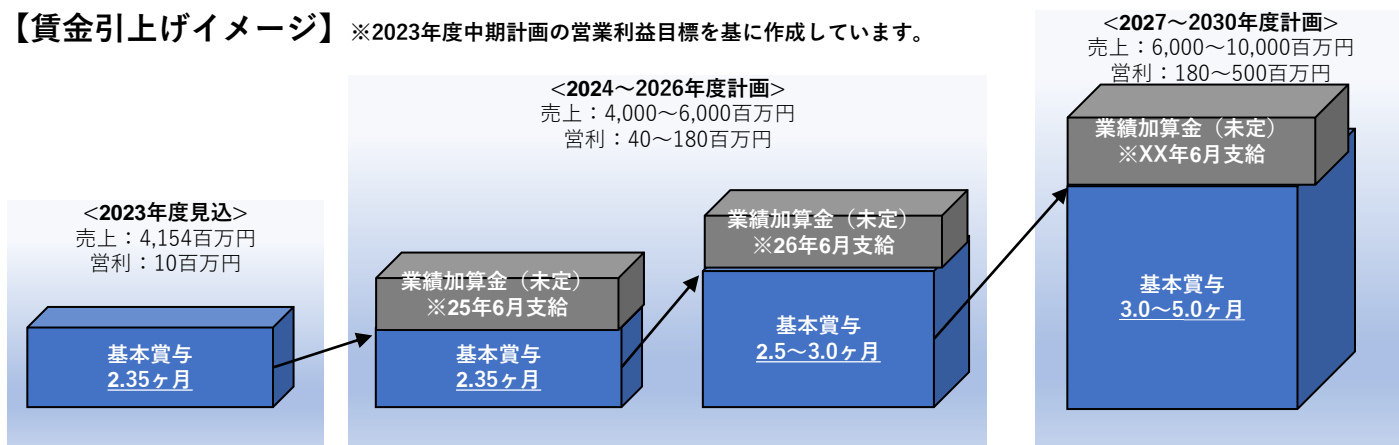 【賃金引上げイメージ】 ※2023年度中期計画の営業利益目標を基に作成しています。
<2023年度見込>
売上：4,154百万円
営利：10百万円
基本賞与
2.35ヶ月
<2024～2026年度計画>
売上：4,000～6,000百万円
営利：40～180百万円
業績加算金（未定）
※25年6月支給
基本賞与
2.35ヶ月
業績加算金（未定）
※26年6月支給
基本賞与
2.5～3.0ヶ月
<2027～2030年度計画>
売上：6,000～10,000百万円
営利：180～500百万円
業績加算金（未定）
※XX年6月支給
基本賞与
3.0～5.0ヶ月